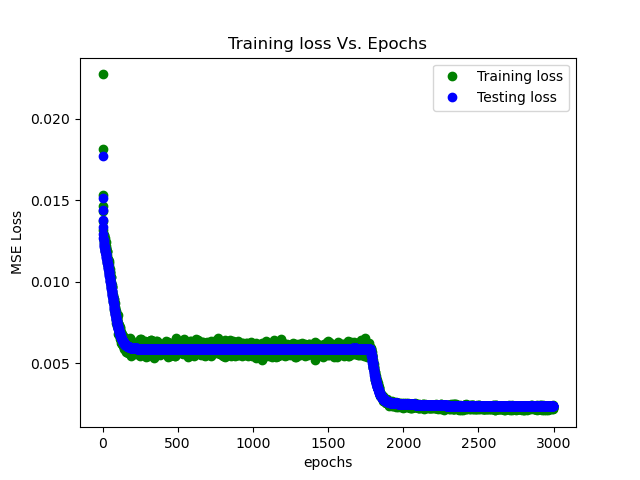 Training loss Vs. Epochs
Training loss
Testing loss
0.020
0.015
0.010
0.005
MSE Loss
0 500 1000 1500 2000 2500 3000
epochs